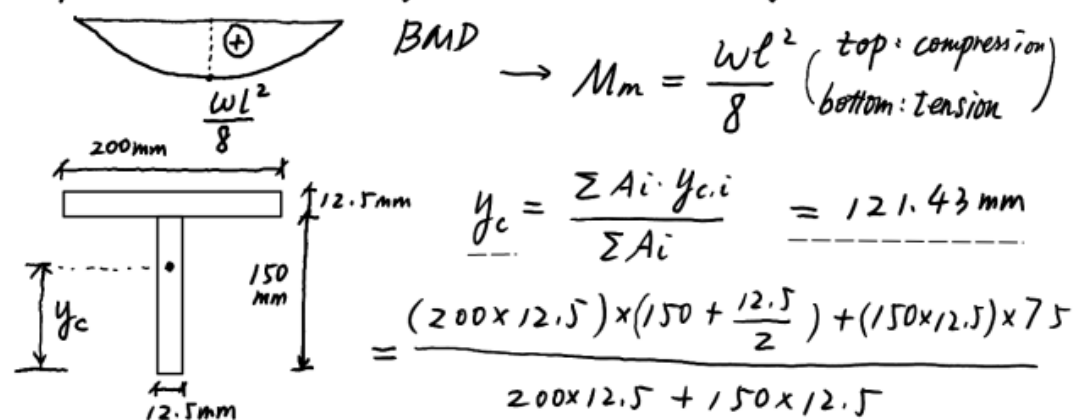 BMD
→ Mm = wl²/8 (top: compression
bottom: tension)
⊕
wl²/8
200mm
12.5mm
150
mm
yc
12.5mm
yc = Σ Ai · yc,i / Σ Ai = 121.43 mm
= (200×12.5)×(150 + 12.5/2) + (150×12.5)×75 / 200×12.5 + 150×12.5